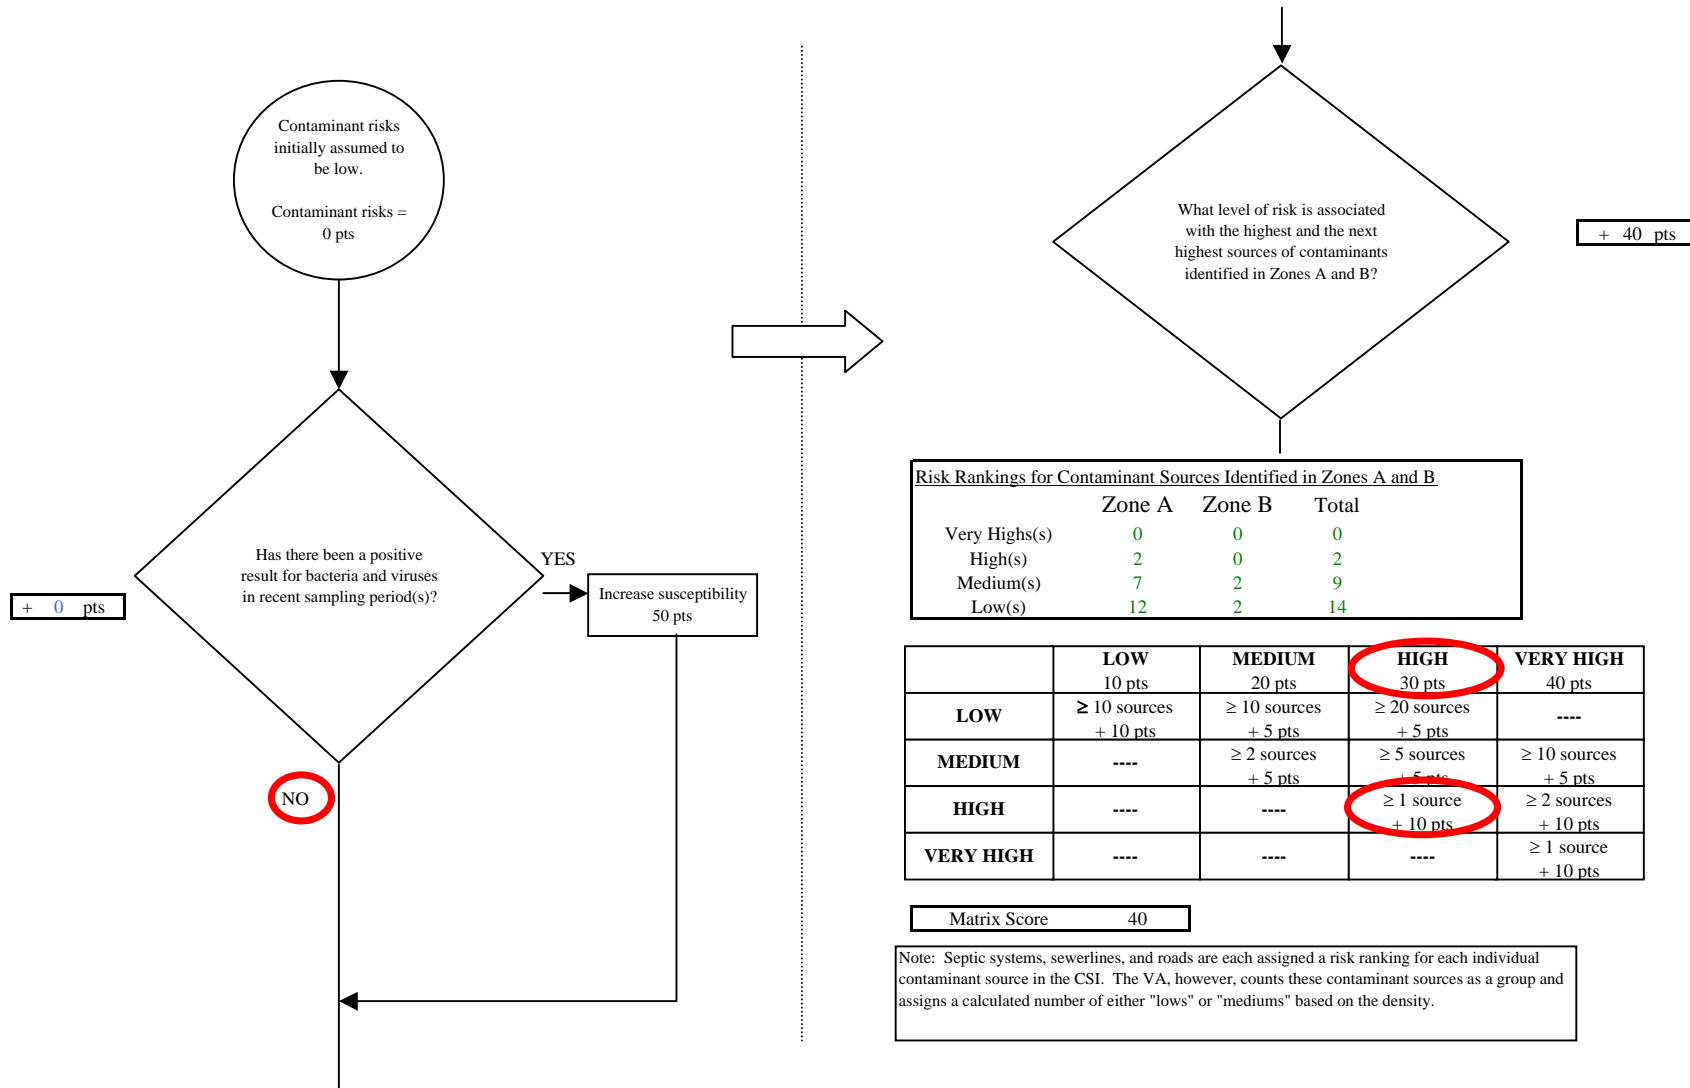 Contaminant risks
initially assumed to
be low.
Contaminant risks =
0 pts
Has there been a positive
result for bacteria and viruses
in recent sampling period(s)?
YES
Increase susceptibility
50 pts
+ 0 pts
NO
What level of risk is associated
with the highest and the next
highest sources of contaminants
identified in Zones A and B?
+ 40 pts
Risk Rankings for Contaminant Sources Identified in Zones A and B
Zone A Zone B Total
Very Highs(s) 0 0 0
High(s) 2 0 2
Medium(s) 7 2 9
Low(s) 12 2 14
LOW MEDIUM HIGH VERY HIGH
10 pts 20 pts 30 pts 40 pts
LOW ≥ 10 sources + 10 pts ≥ 10 sources + 5 pts ≥ 20 sources + 5 pts ----
MEDIUM ---- ≥ 2 sources + 5 pts ≥ 5 sources + 5 pts ≥ 10 sources + 5 pts
HIGH ---- ---- ≥ 1 source + 10 pts ≥ 2 sources + 10 pts
VERY HIGH ---- ---- ---- ≥ 1 source + 10 pts
Matrix Score 40
Note: Septic systems, sewerlines, and roads are each assigned a risk ranking for each individual
contaminant source in the CSI. The VA, however, counts these contaminant sources as a group and
assigns a calculated number of either "lows" or "mediums" based on the density.